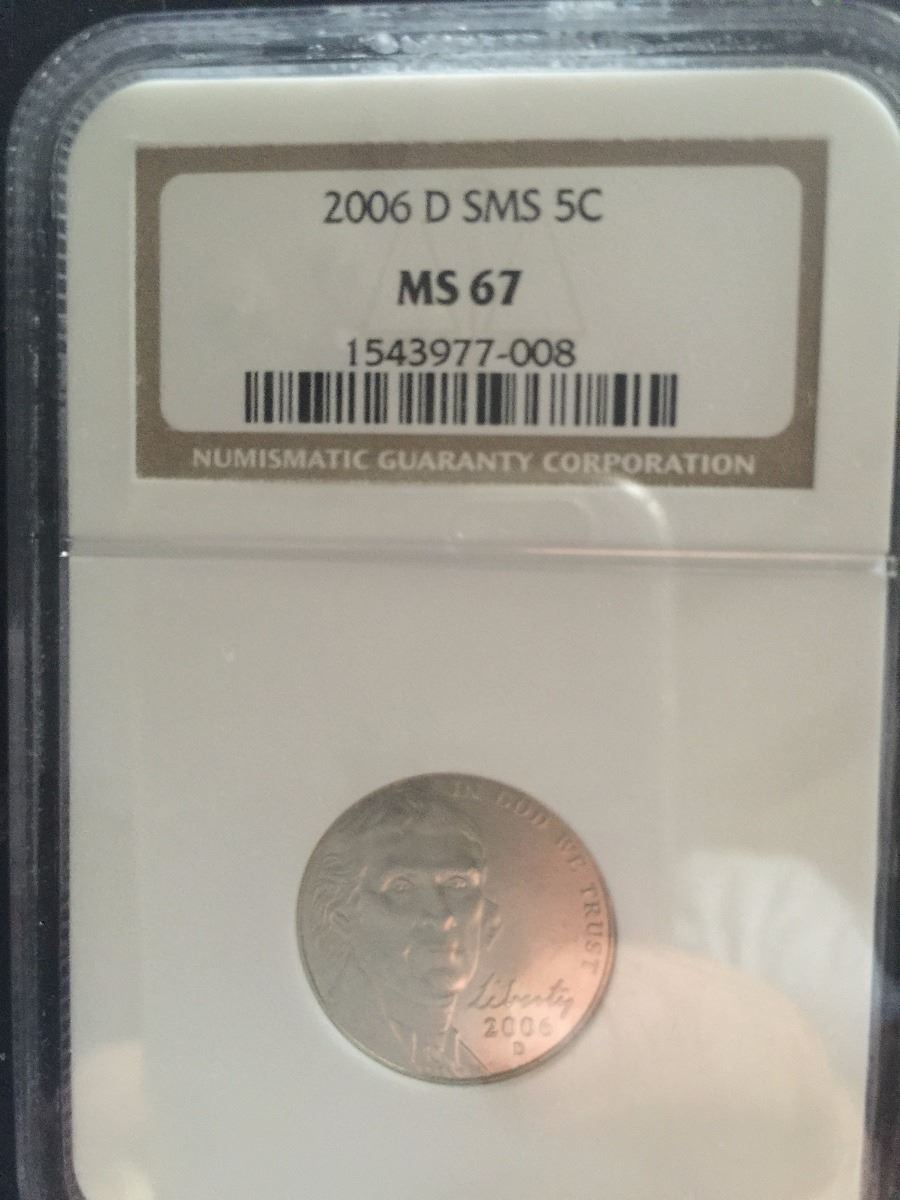 2006 D SMS 5C
MS 67
1543977-008
NUMISMATIC GUARANTY CORPORATION
IN GOD WE TRUST
Liberty
2006
D